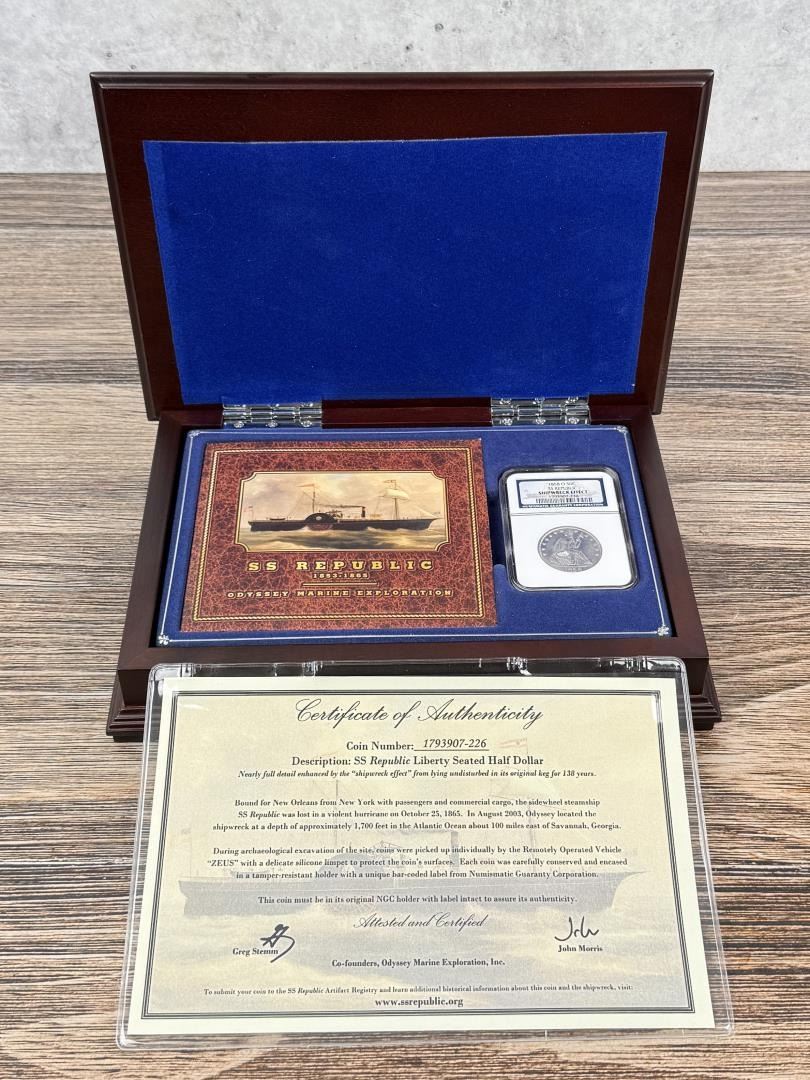 SS REPUBLIC
1853-1865
ODYSSEY MARINE EXPLORATION
SS REPUBLIC
SHIPWRECK EFFECT
1793907-226
NUMISMATIC GUARANTY CORPORATION
Certificate of Authenticity
Coin Number: 1793907-226
Description: SS Republic Liberty Seated Half Dollar
Nearly full detail enhanced by the "shipwreck effect" from lying undisturbed in its original keg for 138 years.
Bound for New Orleans from New York with passengers and commercial cargo, the sidewheel steamship
SS Republic was lost in a violent hurricane on October 25, 1865. In August 2003, Odyssey located the
shipwreck at a depth of approximately 1,700 feet in the Atlantic Ocean about 100 miles east of Savannah, Georgia.
During archaeological excavation of the site, coins were picked up individually by the Remotely Operated Vehicle
"ZEUS" with a delicate silicone limpet to protect the coin's surfaces. Each coin was carefully conserved and encased
in a tamper-resistant holder with a unique bar-coded label from Numismatic Guaranty Corporation.
This coin must be in its original NGC holder with label intact to assure its authenticity.
Attested and Certified
Greg Stemm
John Morris
Co-founders, Odyssey Marine Exploration, Inc.
To submit your coin to the SS Republic Artifact Registry and learn additional historical information about this coin and the shipwreck, visit:
www.ssrepublic.org